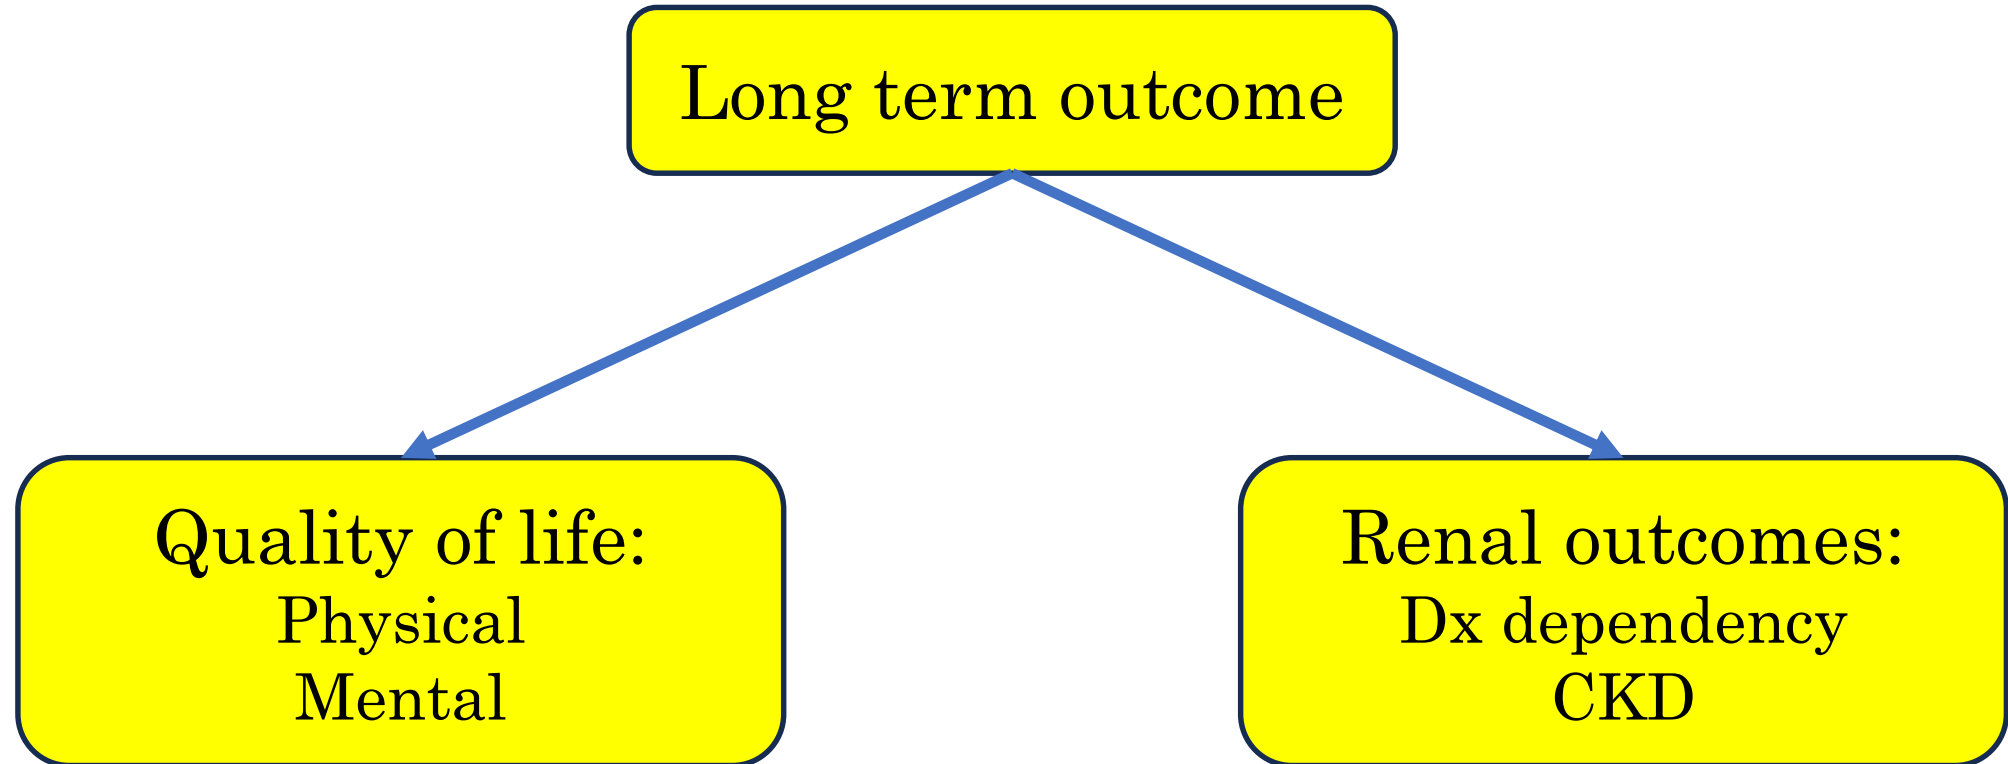 Long term outcome
Quality of life:
Physical
Mental
Renal outcomes:
Dx dependency
CKD